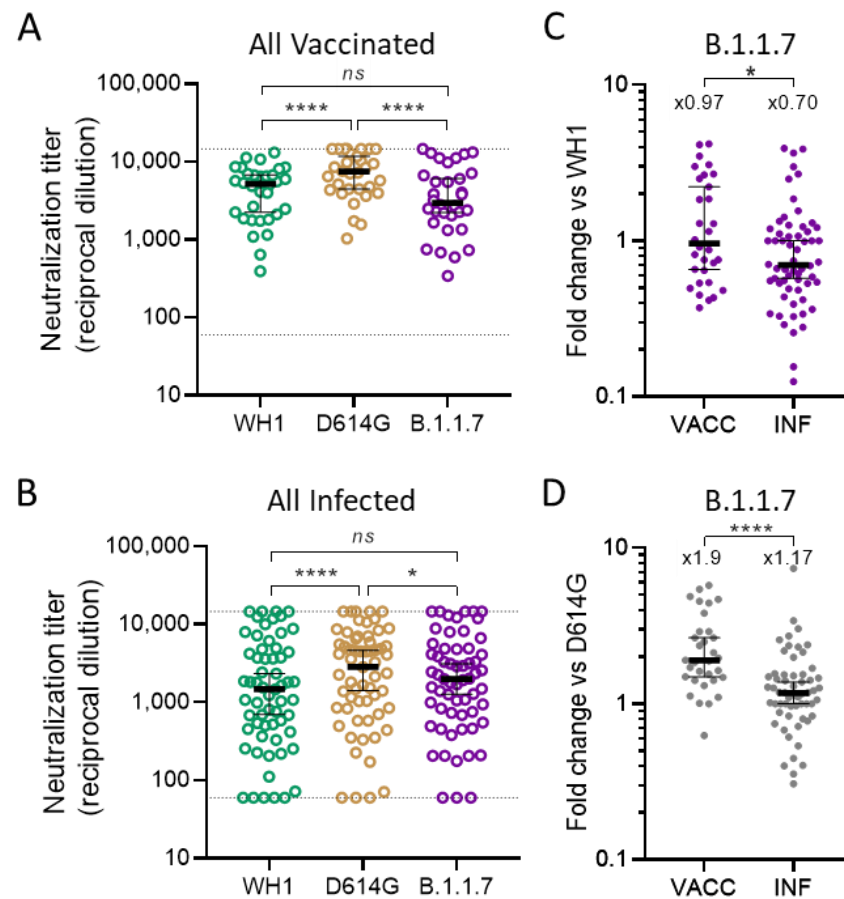 A
All Vaccinated
Neutralization titer
(reciprocal dilution)
100,000
10,000
1,000
100
10
ns
**** ****
WH1 D614G B.1.1.7
C
B.1.1.7
*
x0.97 x0.70
Fold change vs WH1
10
1
0.1
VACC INF
B
All Infected
Neutralization titer
(reciprocal dilution)
100,000
10,000
1,000
100
10
ns
**** *
WH1 D614G B.1.1.7
D
B.1.1.7
****
x1.9 x1.17
Fold change vs D614G
10
1
0.1
VACC INF